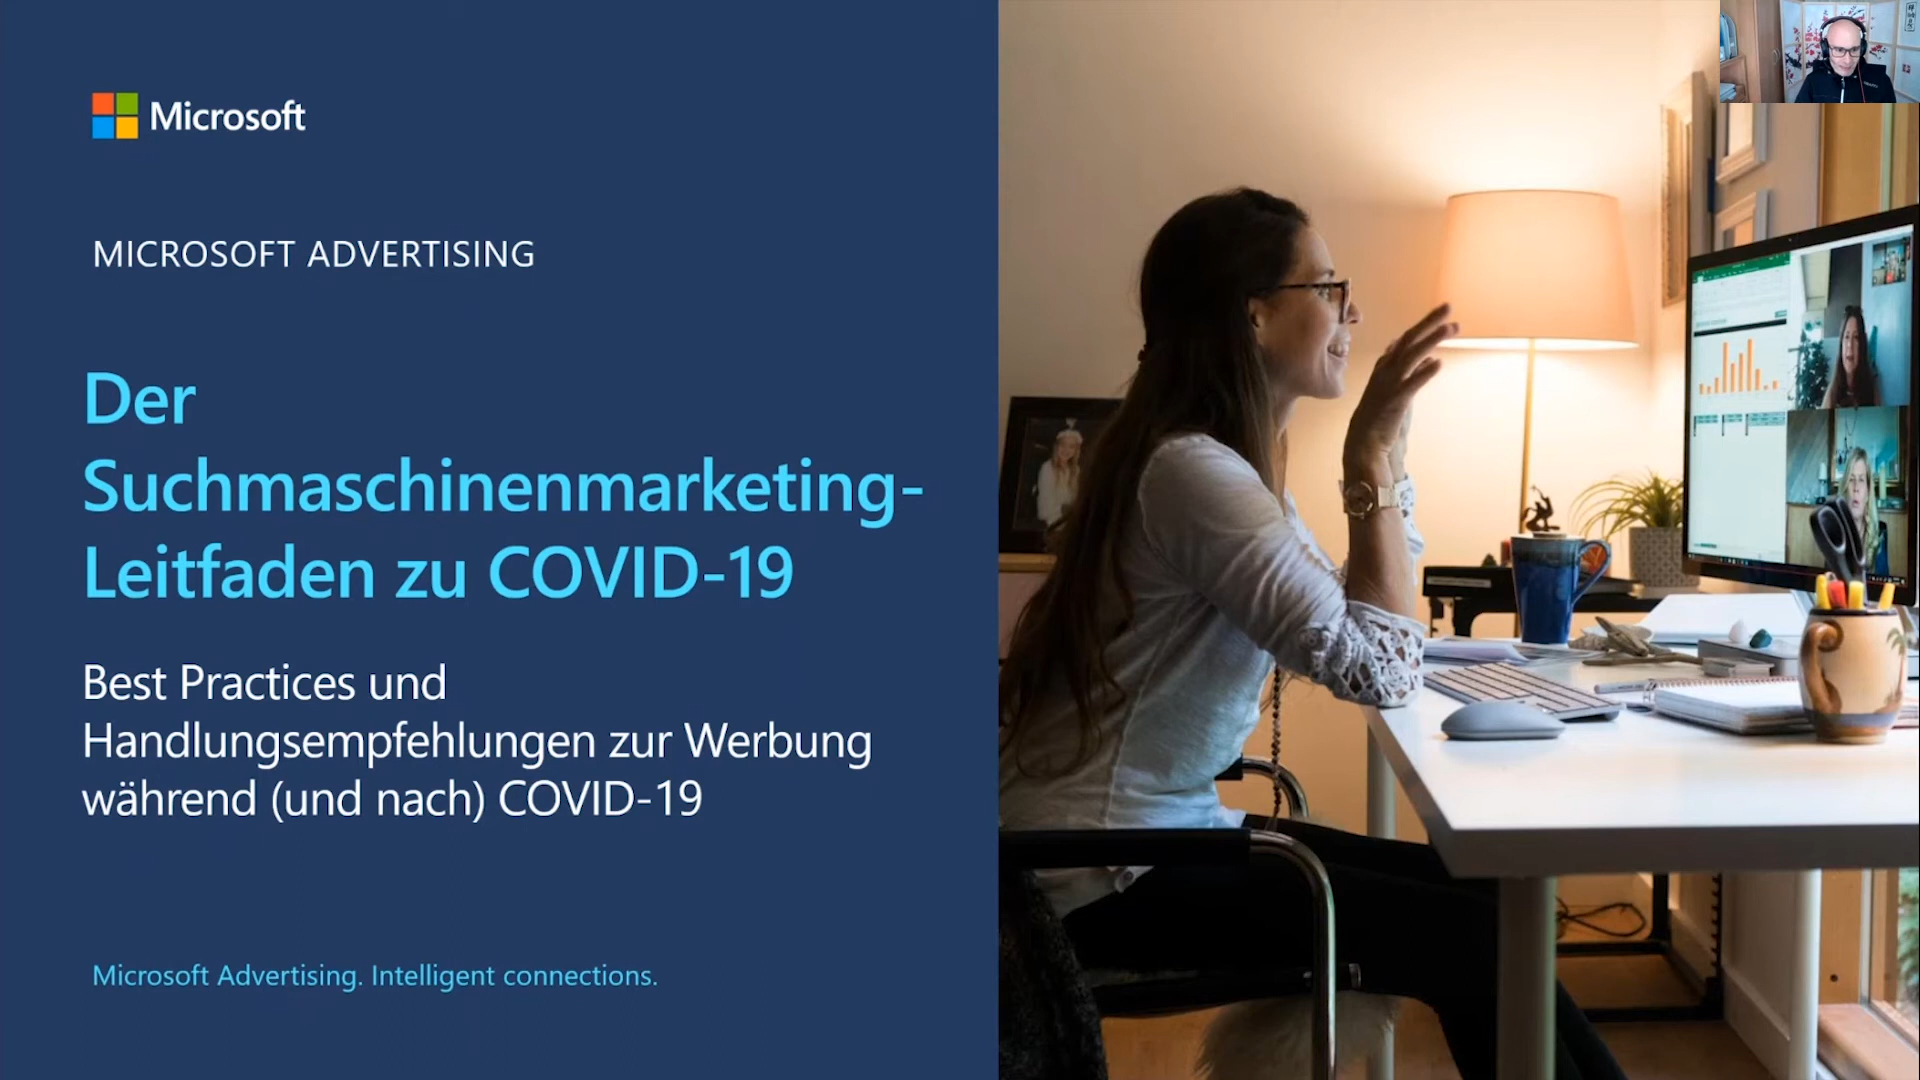 Microsoft
MICROSOFT ADVERTISING
Der
Suchmaschinenmarketing-
Leitfaden zu COVID-19
Best Practices und
Handlungsempfehlungen zur Werbung
während (und nach) COVID-19
Microsoft Advertising. Intelligent connections.